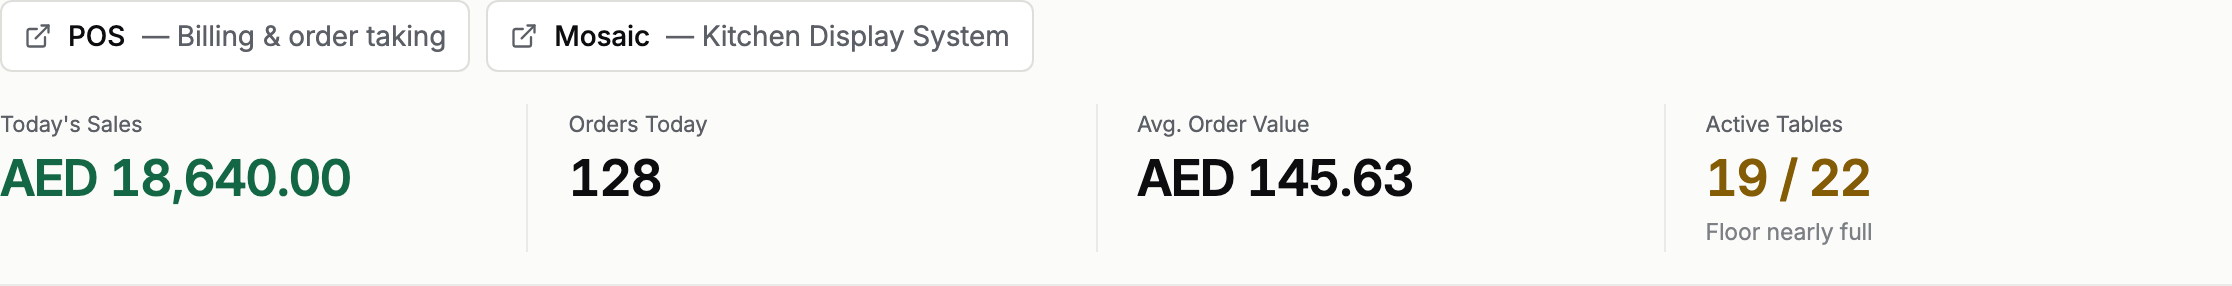 POS — Billing & order taking
Mosaic — Kitchen Display System
Today's Sales
AED 18,640.00
Orders Today
128
Avg. Order Value
AED 145.63
Active Tables
19 / 22
Floor nearly full